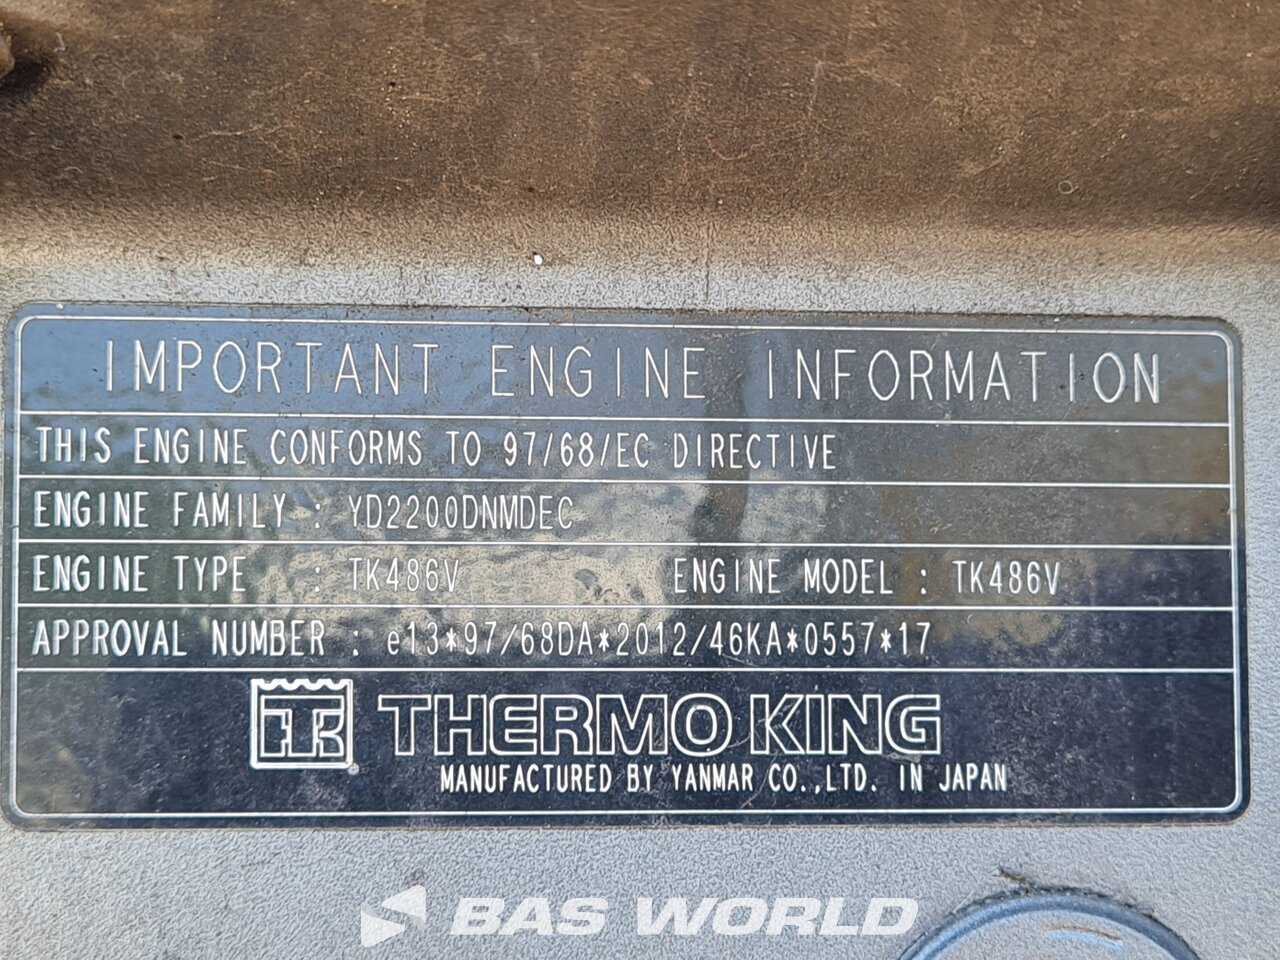 IMPORTANT ENGINE INFORMATION
THIS ENGINE CONFORMS TO 97/68/EC DIRECTIVE
ENGINE FAMILY : YD2200DNMDEC
ENGINE TYPE : TK486V ENGINE MODEL : TK486V
APPROVAL NUMBER : e13*97/68DA*2012/46KA*0557*17
TK THERMO KING
MANUFACTURED BY YANMAR CO.,LTD. IN JAPAN
BAS WORLD